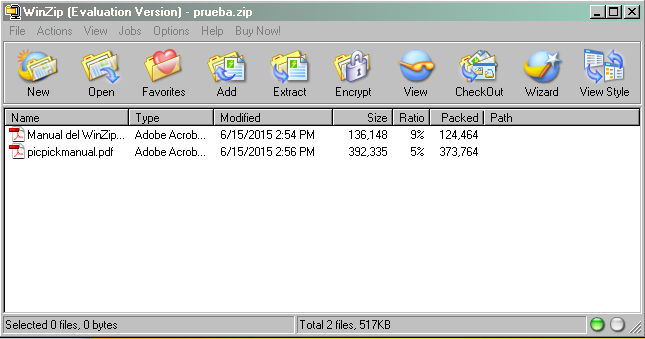 WinZip (Evaluation Version) - prueba.zip
File Actions View Jobs Options Help Buy Now!
New Open Favorites Add Extract Encrypt View CheckOut Wizard View Style
Name Type Modified Size Ratio Packed Path
Manual del WinZip... Adobe Acrob... 6/15/2015 2:54 PM 136,148 9% 124,464
picpickmanual.pdf Adobe Acrob... 6/15/2015 2:56 PM 392,335 5% 373,764
Selected 0 files, 0 bytes Total 2 files, 517KB